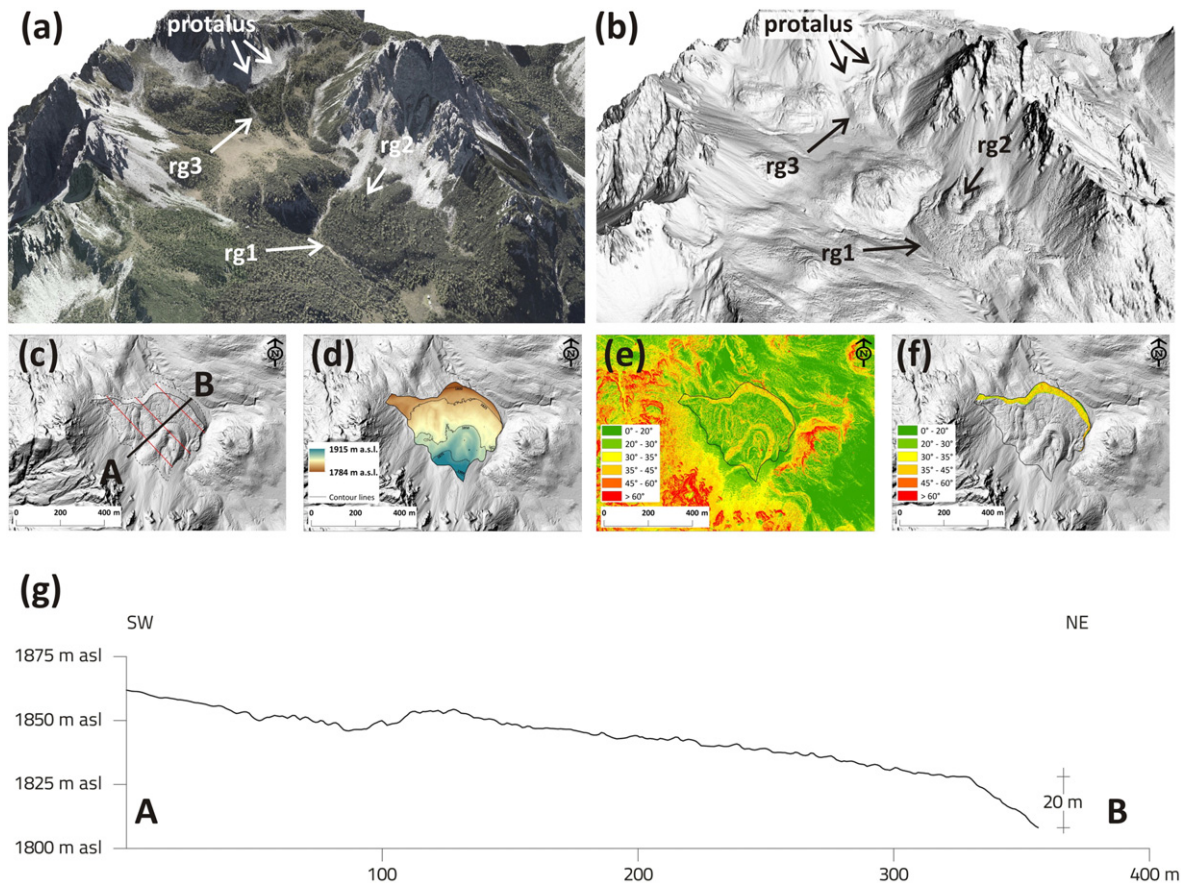 (a)
protalus
rg3
rg2
rg1
(b)
protalus
rg3
rg2
rg1
(c)
B
A
N
0 200 400 m
(d)
1915 m a.s.l.
1784 m a.s.l.
Contour lines
N
0 200 400 m
(e)
N
0° - 20°
20° - 30°
30° - 35°
35° - 45°
45° - 60°
> 60°
0 200 400 m
(f)
N
0° - 20°
20° - 30°
30° - 35°
35° - 45°
45° - 60°
> 60°
0 200 400 m
(g)
SW NE
1875 m asl
1850 m asl
1825 m asl
1800 m asl
A
20 m
B
100 200 300 400 m